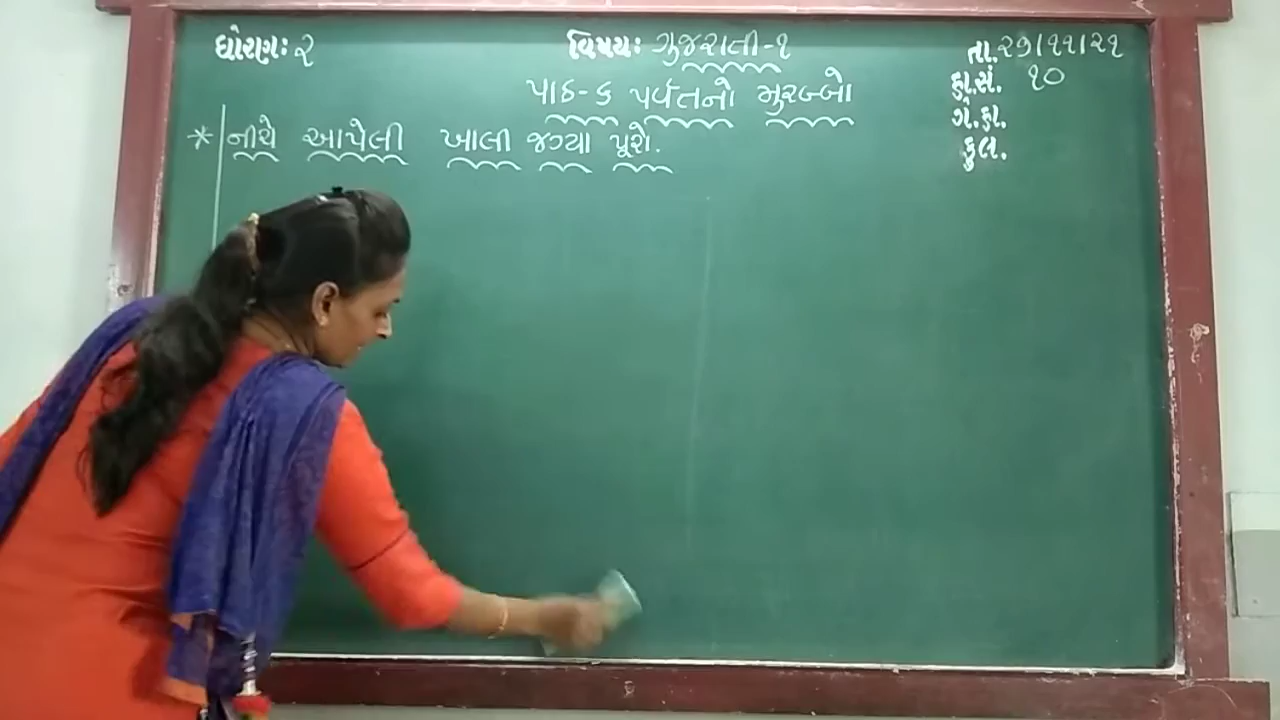 ધોરણઃ ૨
વિષયઃ ગુજરાતી-૧
તા.૨૭/૧૧/૨૧
પાઠ-૬ પર્વતનો મુરબ્બો
હા.સં. ૧૦
ગે.હા.
કુલ.
* નીચે આપેલી ખાલી જગ્યા પૂરો.